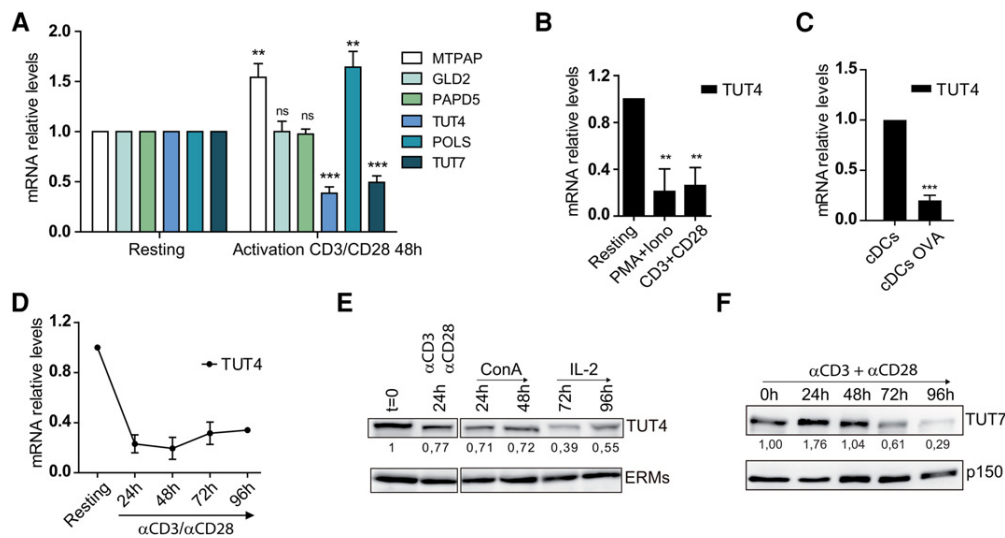 A
mRNA relative levels
2.0
1.5
1.0
0.5
0.0
**
ns
ns
***
**
***
Resting
Activation CD3/CD28 48h
MTPAP
GLD2
PAPD5
TUT4
POLS
TUT7
B
mRNA relative levels
1.2
0.9
0.6
0.4
0.0
TUT4
**
**
Resting
PMA+Iono
CD3+CD28
C
mRNA relative levels
1.5
1.0
0.5
0.0
TUT4
***
cDCs
cDCs OVA
D
mRNA relative levels
1.2
0.8
0.4
0.0
TUT4
Resting
24h
48h
72h
96h
αCD3/αCD28
E
αCD3
αCD28
ConA
IL-2
t=0
24h
24h
48h
72h
96h
TUT4
1 0,77 0,71 0,72 0,39 0,55
ERMs
F
αCD3 + αCD28
0h 24h 48h 72h 96h
TUT7
1,00 1,76 1,04 0,61 0,29
p150